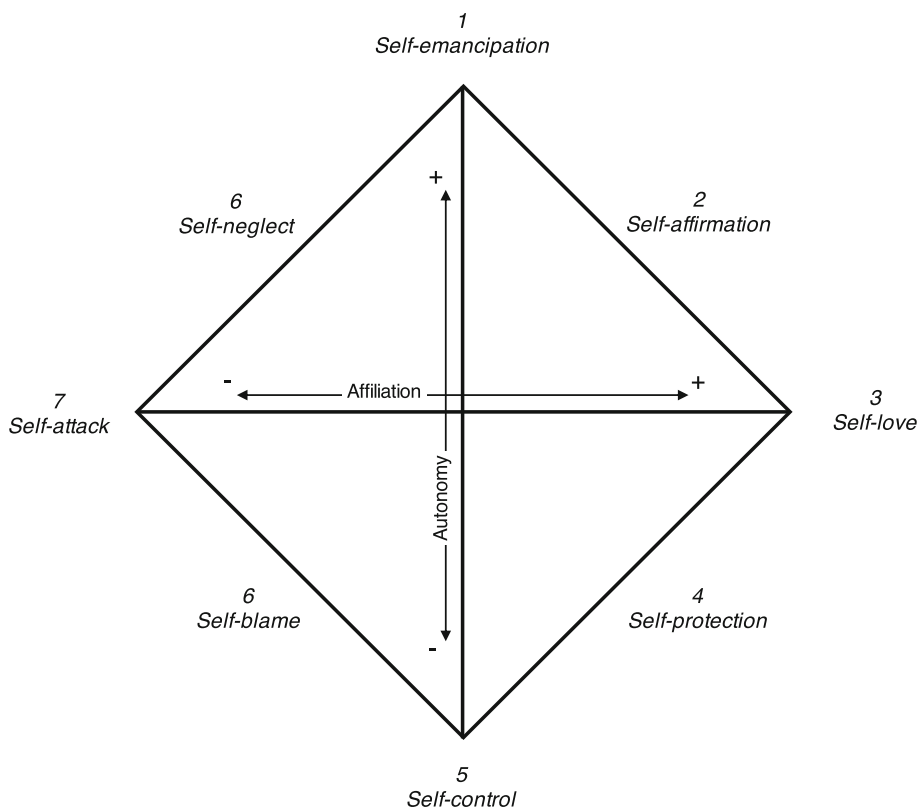 1
Self-emancipation
+
6
Self-neglect
2
Self-affirmation
-
Affiliation
+
7
Self-attack
3
Self-love
Autonomy
6
Self-blame
4
Self-protection
-
5
Self-control